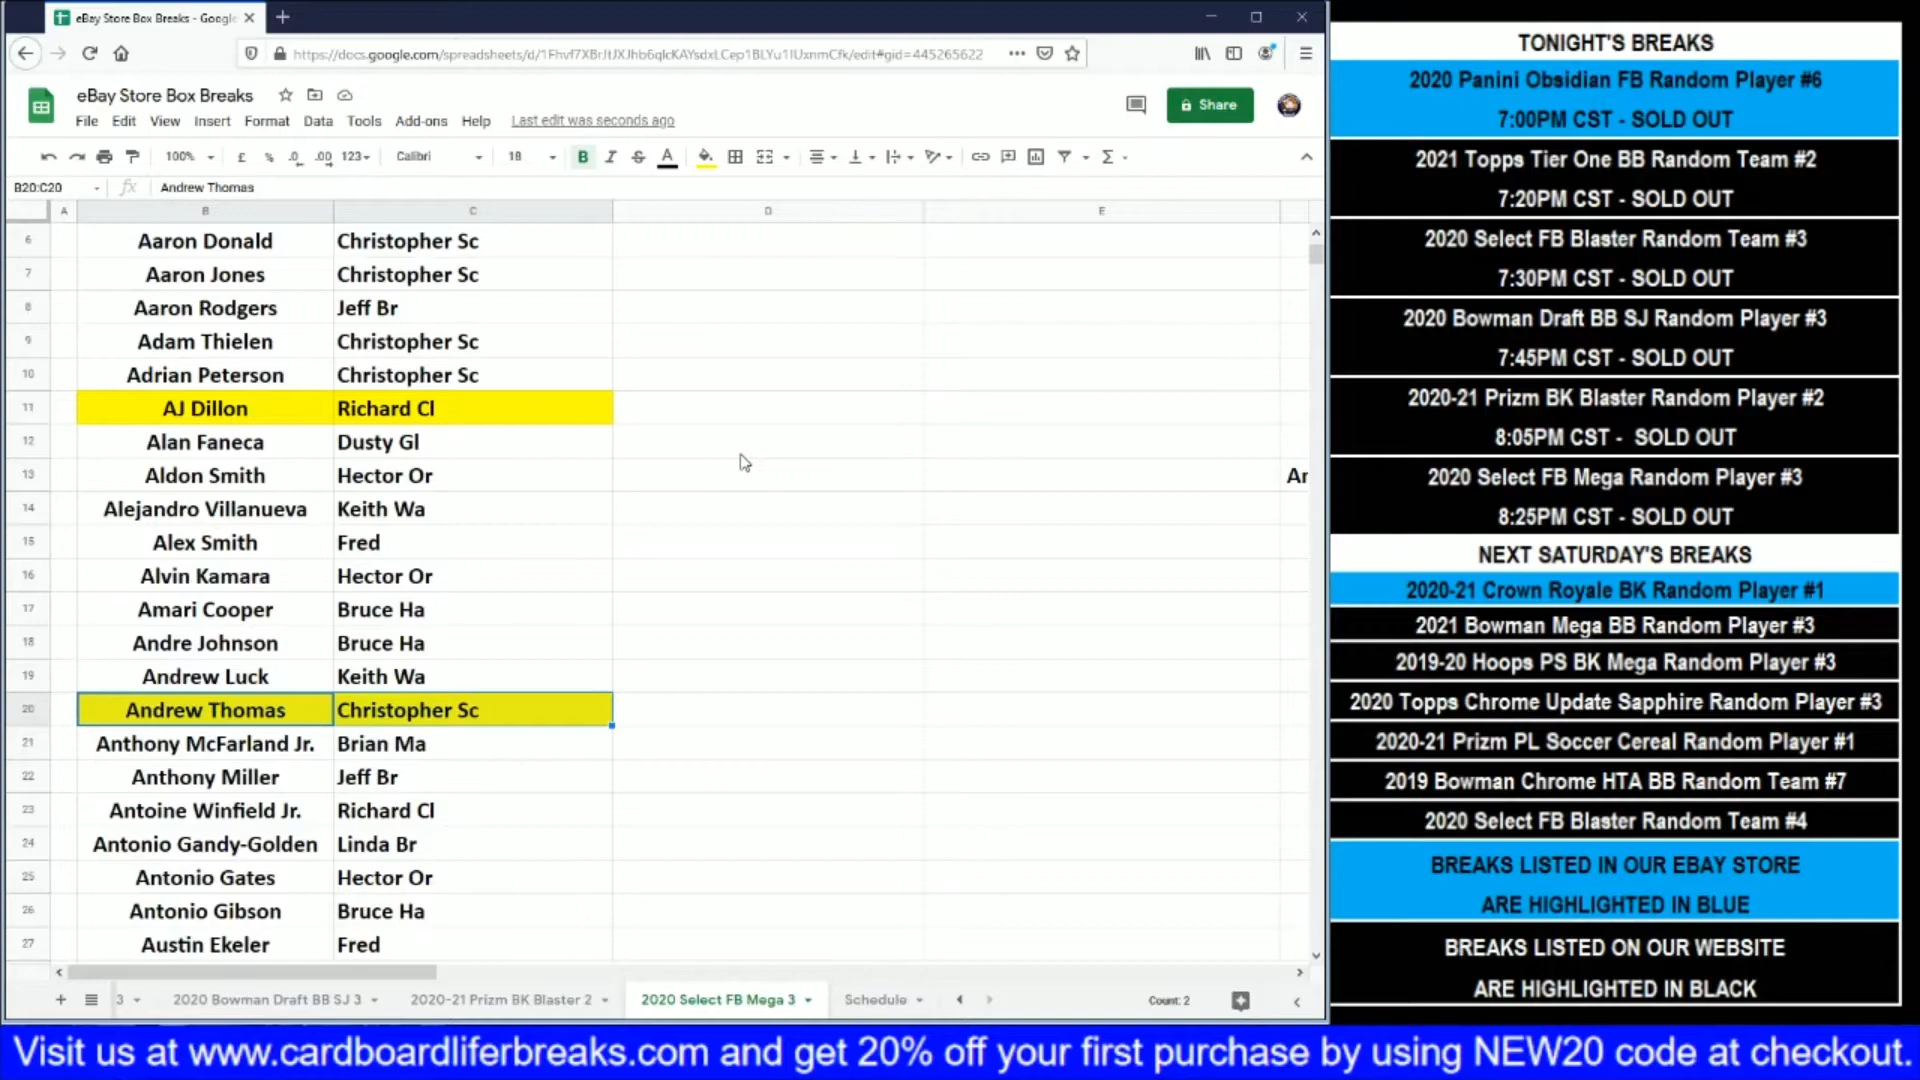 eBay Store Box Breaks - Google
https://docs.google.com/spreadsheets/d/1Fhvf7XBrJtJXJhb6qlcKAYsdxLCep1BLYu1IUxnmCfk/edit#gid=445265622
eBay Store Box Breaks
Share
File Edit View Insert Format Data Tools Add-ons Help Last edit was seconds ago
100% £ % .0 .00 123 Calibri 18 B I S A
B20:C20 fx Andrew Thomas
A B C D E
6 Aaron Donald Christopher Sc
7 Aaron Jones Christopher Sc
8 Aaron Rodgers Jeff Br
9 Adam Thielen Christopher Sc
10 Adrian Peterson Christopher Sc
11 AJ Dillon Richard Cl
12 Alan Faneca Dusty Gl
13 Aldon Smith Hector Or Ar
14 Alejandro Villanueva Keith Wa
15 Alex Smith Fred
16 Alvin Kamara Hector Or
17 Amari Cooper Bruce Ha
18 Andre Johnson Bruce Ha
19 Andrew Luck Keith Wa
20 Andrew Thomas Christopher Sc
21 Anthony McFarland Jr. Brian Ma
22 Anthony Miller Jeff Br
23 Antoine Winfield Jr. Richard Cl
24 Antonio Gandy-Golden Linda Br
25 Antonio Gates Hector Or
26 Antonio Gibson Bruce Ha
27 Austin Ekeler Fred
3 2020 Bowman Draft BB SJ 3 2020-21 Prizm BK Blaster 2 2020 Select FB Mega 3 Schedule Count: 2
TONIGHT'S BREAKS
2020 Panini Obsidian FB Random Player #6
7:00PM CST - SOLD OUT
2021 Topps Tier One BB Random Team #2
7:20PM CST - SOLD OUT
2020 Select FB Blaster Random Team #3
7:30PM CST - SOLD OUT
2020 Bowman Draft BB SJ Random Player #3
7:45PM CST - SOLD OUT
2020-21 Prizm BK Blaster Random Player #2
8:05PM CST - SOLD OUT
2020 Select FB Mega Random Player #3
8:25PM CST - SOLD OUT
NEXT SATURDAY'S BREAKS
2020-21 Crown Royale BK Random Player #1
2021 Bowman Mega BB Random Player #3
2019-20 Hoops PS BK Mega Random Player #3
2020 Topps Chrome Update Sapphire Random Player #3
2020-21 Prizm PL Soccer Cereal Random Player #1
2019 Bowman Chrome HTA BB Random Team #7
2020 Select FB Blaster Random Team #4
BREAKS LISTED IN OUR EBAY STORE
ARE HIGHLIGHTED IN BLUE
BREAKS LISTED ON OUR WEBSITE
ARE HIGHLIGHTED IN BLACK
Visit us at www.cardboardliferbreaks.com and get 20% off your first purchase by using NEW20 code at checkout.